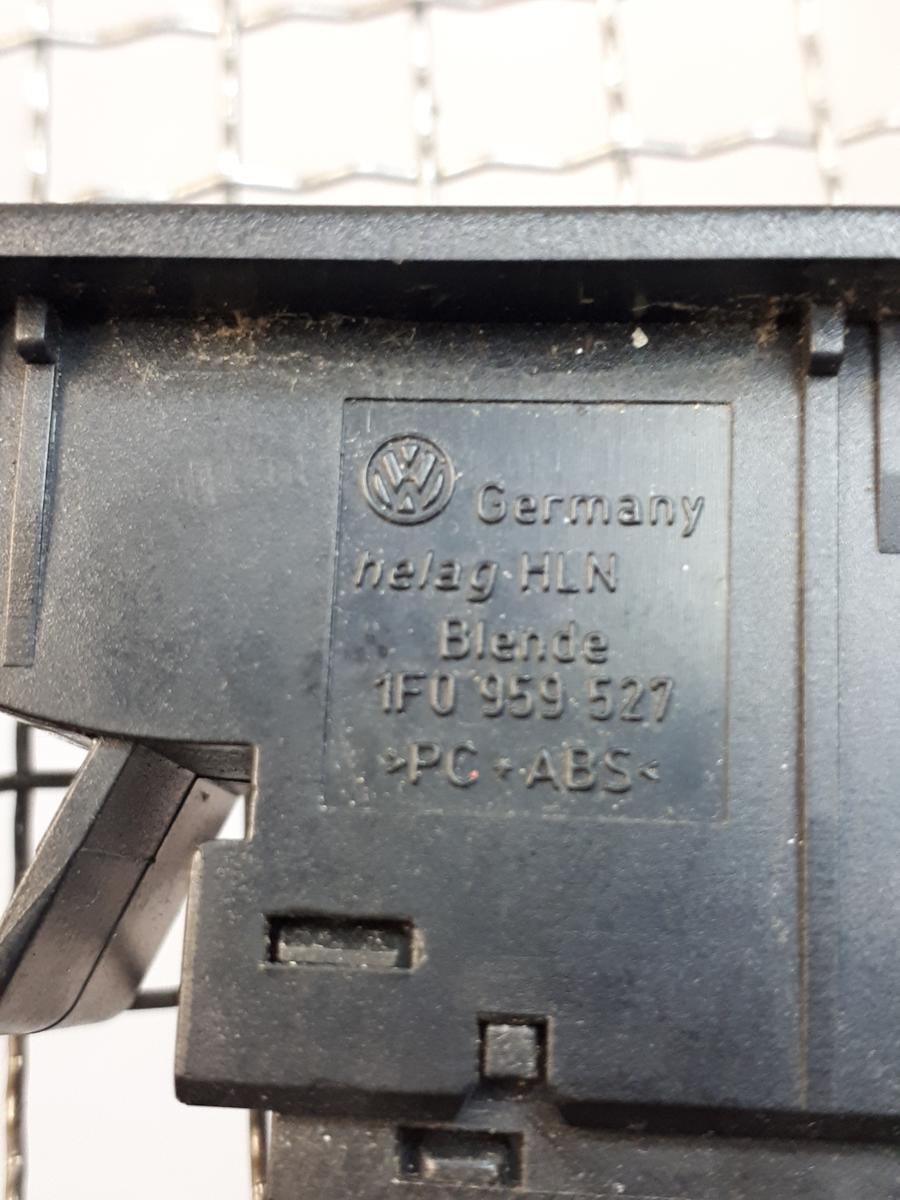 Germany
helag HLN
Blende
1F0 959 527
>PC+ABS<